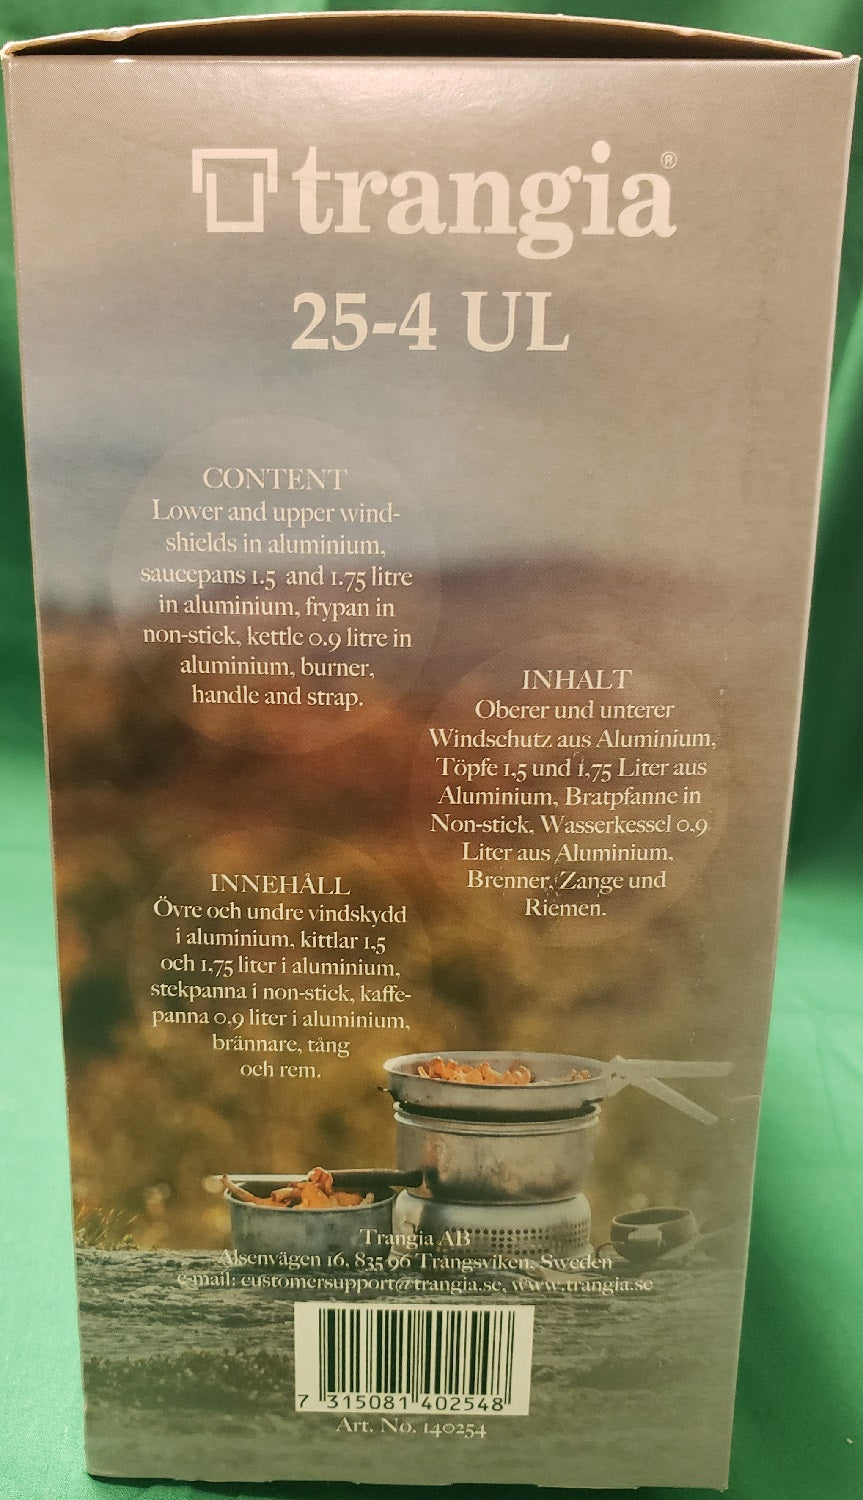 trangia®
25-4 UL
CONTENT
Lower and upper wind-
shields in aluminium,
saucepans 1.5 and 1.75 litre
in aluminium, frypan in
non-stick, kettle 0.9 litre in
aluminium, burner,
handle and strap.
INHALT
Oberer und unterer
Windschutz aus Aluminium,
Töpfe 1,5 und 1,75 Liter aus
Aluminium, Bratpfanne in
Non-stick, Wasserkessel 0,9
Liter aus Aluminium,
Brenner, Zange und
Riemen.
INNEHÅLL
Övre och undre vindskydd
i aluminium, kittlar 1,5
och 1,75 liter i aluminium,
stekpanna i non-stick, kaffe-
panna 0,9 liter i aluminium,
brännare, tång
och rem.
Trangia AB
Alsenvägen 16, 835 96 Trångsviken, Sweden
e-mail: customersupport@trangia.se, www.trangia.se
7 315081 402548
Art. No. 140254